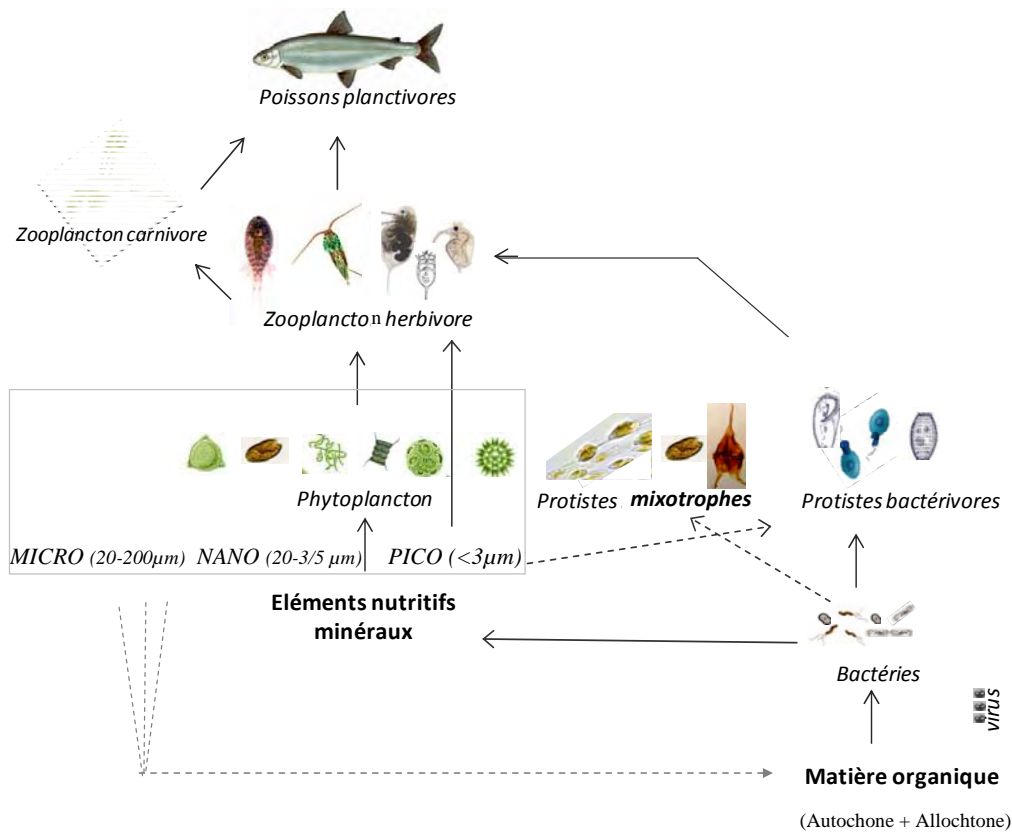 Poissons planctivores
Zooplancton carnivore
Zooplancton herbivore
Phytoplancton
Protistes mixotrophes
Protistes bactérivores
MICRO (20-200µm) NANO (20-3/5 µm) PICO (<3µm)
Eléments nutritifs
minéraux
Bactéries
virus
Matière organique
(Autochone + Allochtone)